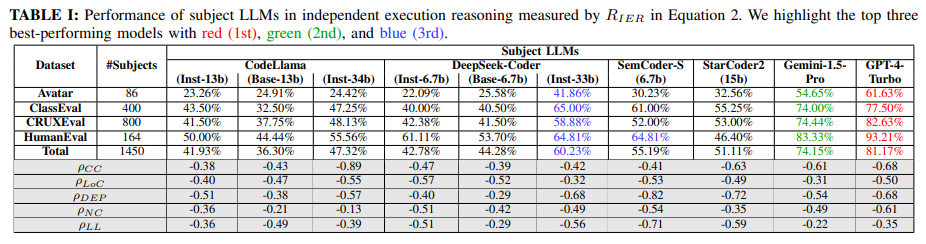 TABLE I: Performance of subject LLMs in independent execution reasoning measured by R_IER in Equation 2. We highlight the top three
best-performing models with red (1st), green (2nd), and blue (3rd).
Subject LLMs
Dataset #Subjects CodeLlama DeepSeek-Coder SemCoder-S StarCoder2 Gemini-1.5- GPT-4-
(Inst-13b) (Base-13b) (Inst-34b) (Inst-6.7b) (Base-6.7b) (Inst-33b) (6.7b) (15b) Pro Turbo
Avatar 86 23.26% 24.91% 24.42% 22.09% 25.58% 41.86% 30.23% 32.56% 54.65% 61.63%
ClassEval 400 43.50% 32.50% 47.25% 40.00% 40.50% 65.00% 61.00% 55.25% 74.00% 77.50%
CRUXEval 800 41.50% 37.75% 48.13% 42.38% 41.50% 58.88% 52.00% 53.00% 74.44% 82.63%
HumanEval 164 50.00% 44.44% 55.56% 61.11% 53.70% 64.81% 64.81% 46.40% 83.33% 93.21%
Total 1450 41.93% 36.30% 47.32% 42.78% 44.28% 60.23% 55.19% 51.11% 74.15% 81.17%
ρCC -0.38 -0.43 -0.89 -0.47 -0.39 -0.42 -0.41 -0.63 -0.61 -0.68
ρLoC -0.40 -0.47 -0.55 -0.57 -0.52 -0.32 -0.53 -0.49 -0.31 -0.50
ρDEP -0.51 -0.38 -0.57 -0.40 -0.29 -0.68 -0.82 -0.72 -0.54 -0.68
ρNC -0.36 -0.21 -0.13 -0.51 -0.42 -0.49 -0.54 -0.35 -0.49 -0.61
ρLL -0.36 -0.49 -0.39 -0.51 -0.29 -0.56 -0.71 -0.59 -0.22 -0.35